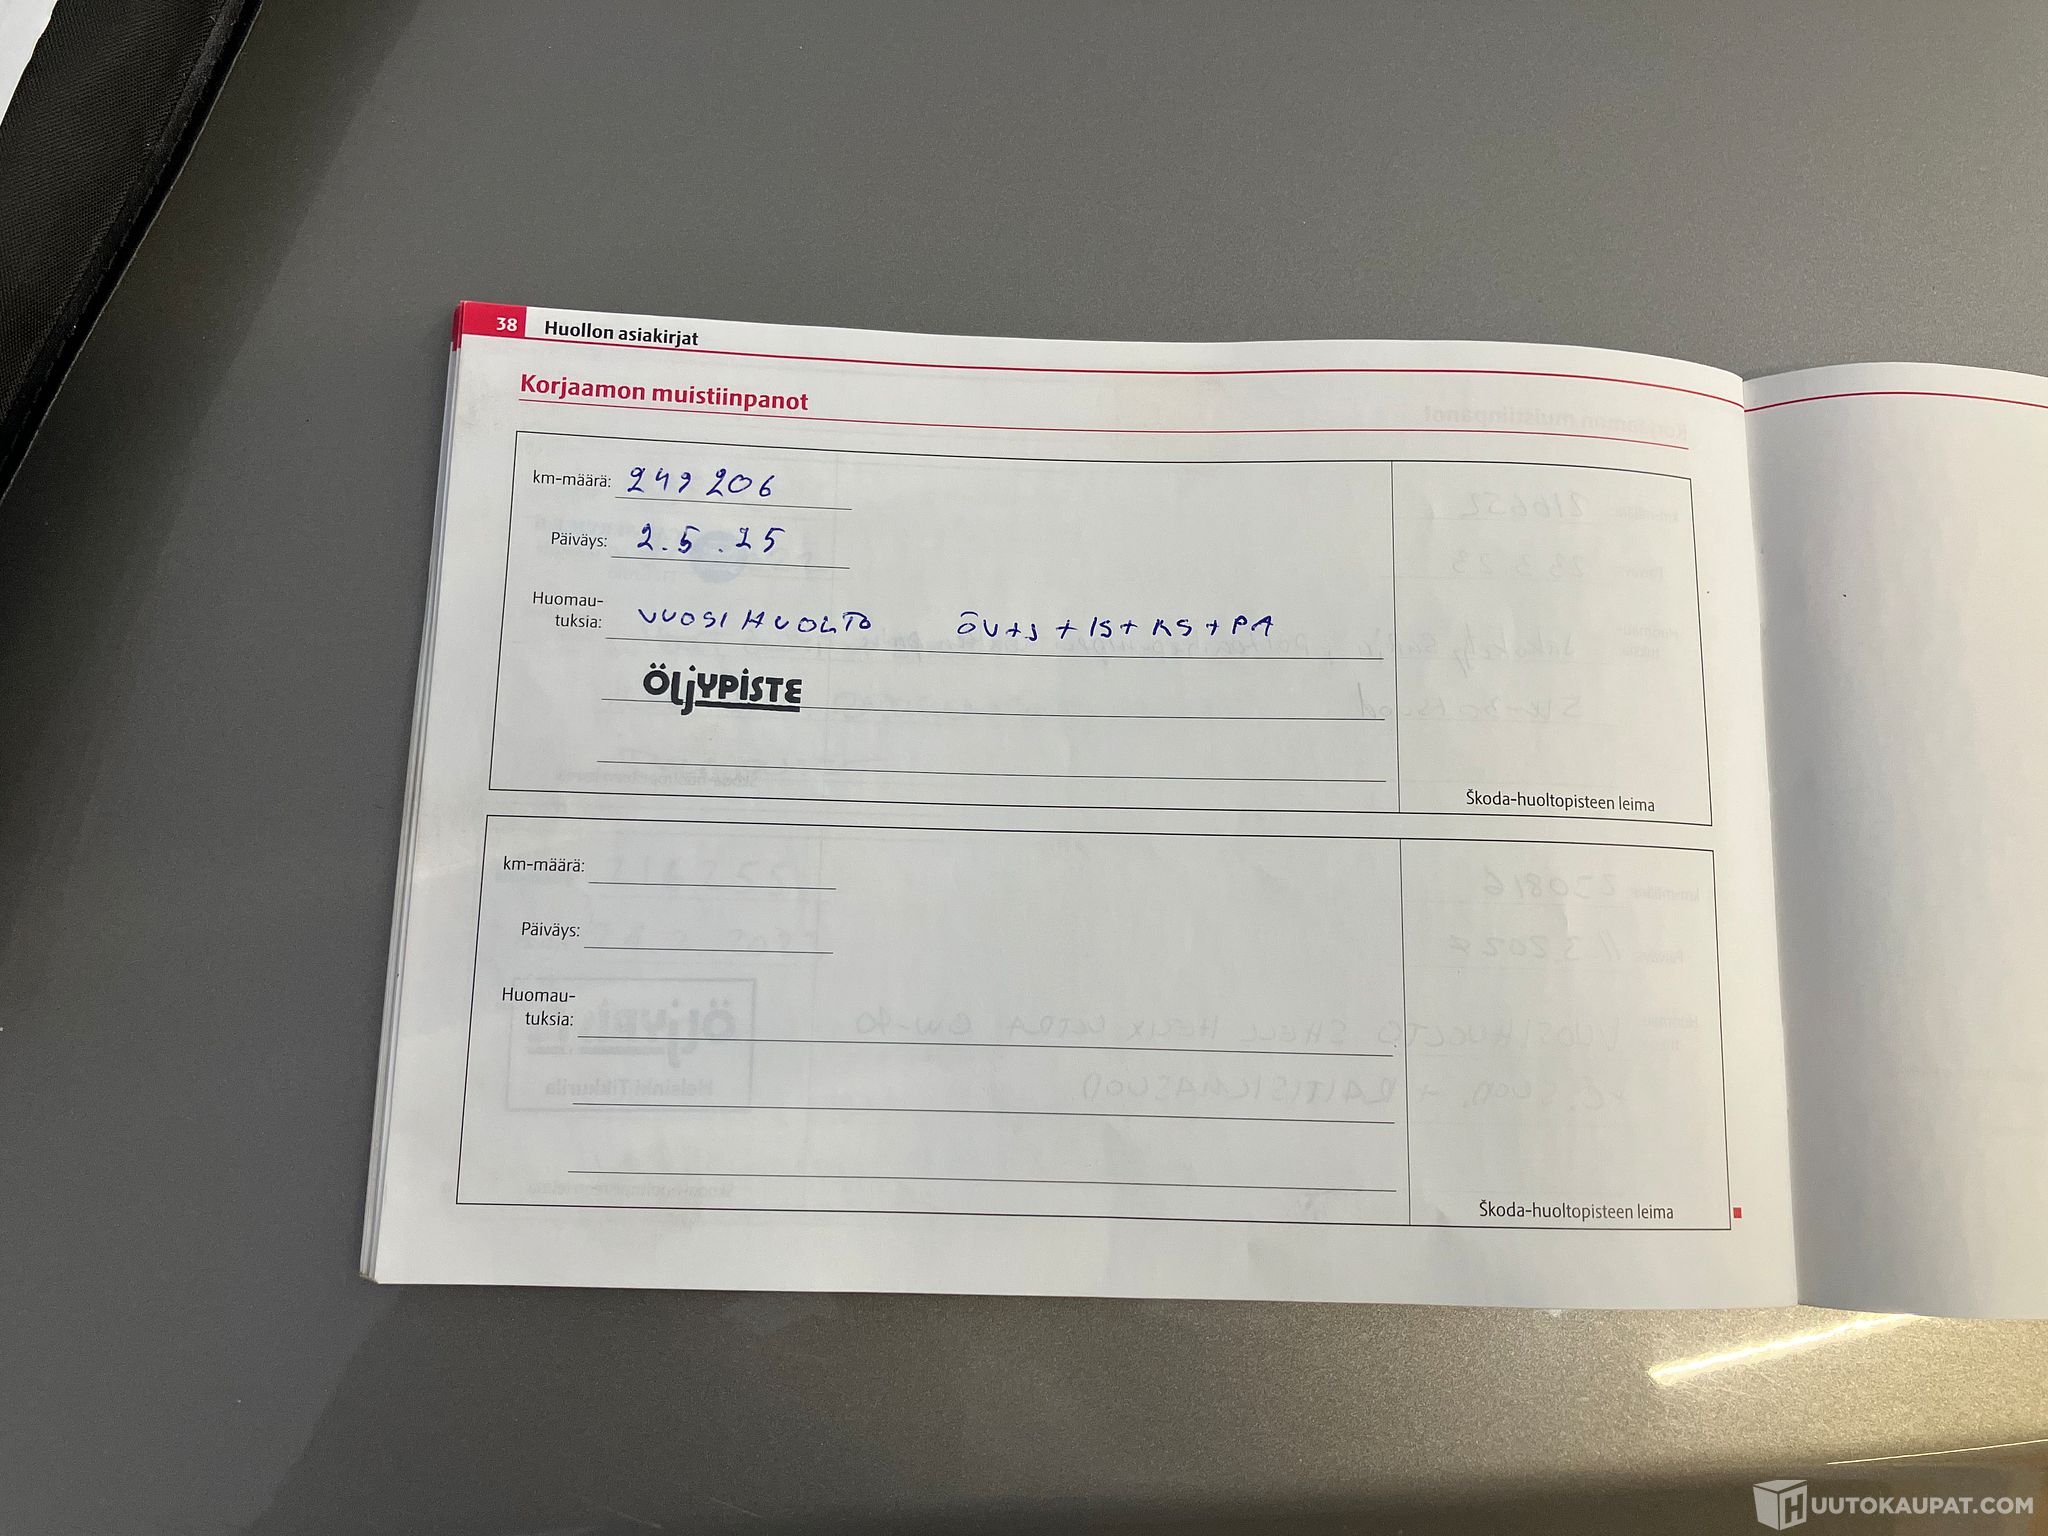 38 Huollon asiakirjat
Korjaamon muistiinpanot
km-määrä: 249 206
Päiväys: 2.5.25
Huomau-
tuksia: VUOSIHUOLTO ÖV+S + IS + KS + PA
ÖljYPiSTE
Škoda-huoltopisteen leima
km-määrä:
Päiväys:
Huomau-
tuksia:
Škoda-huoltopisteen leima
HUUTOKAUPAT.COM